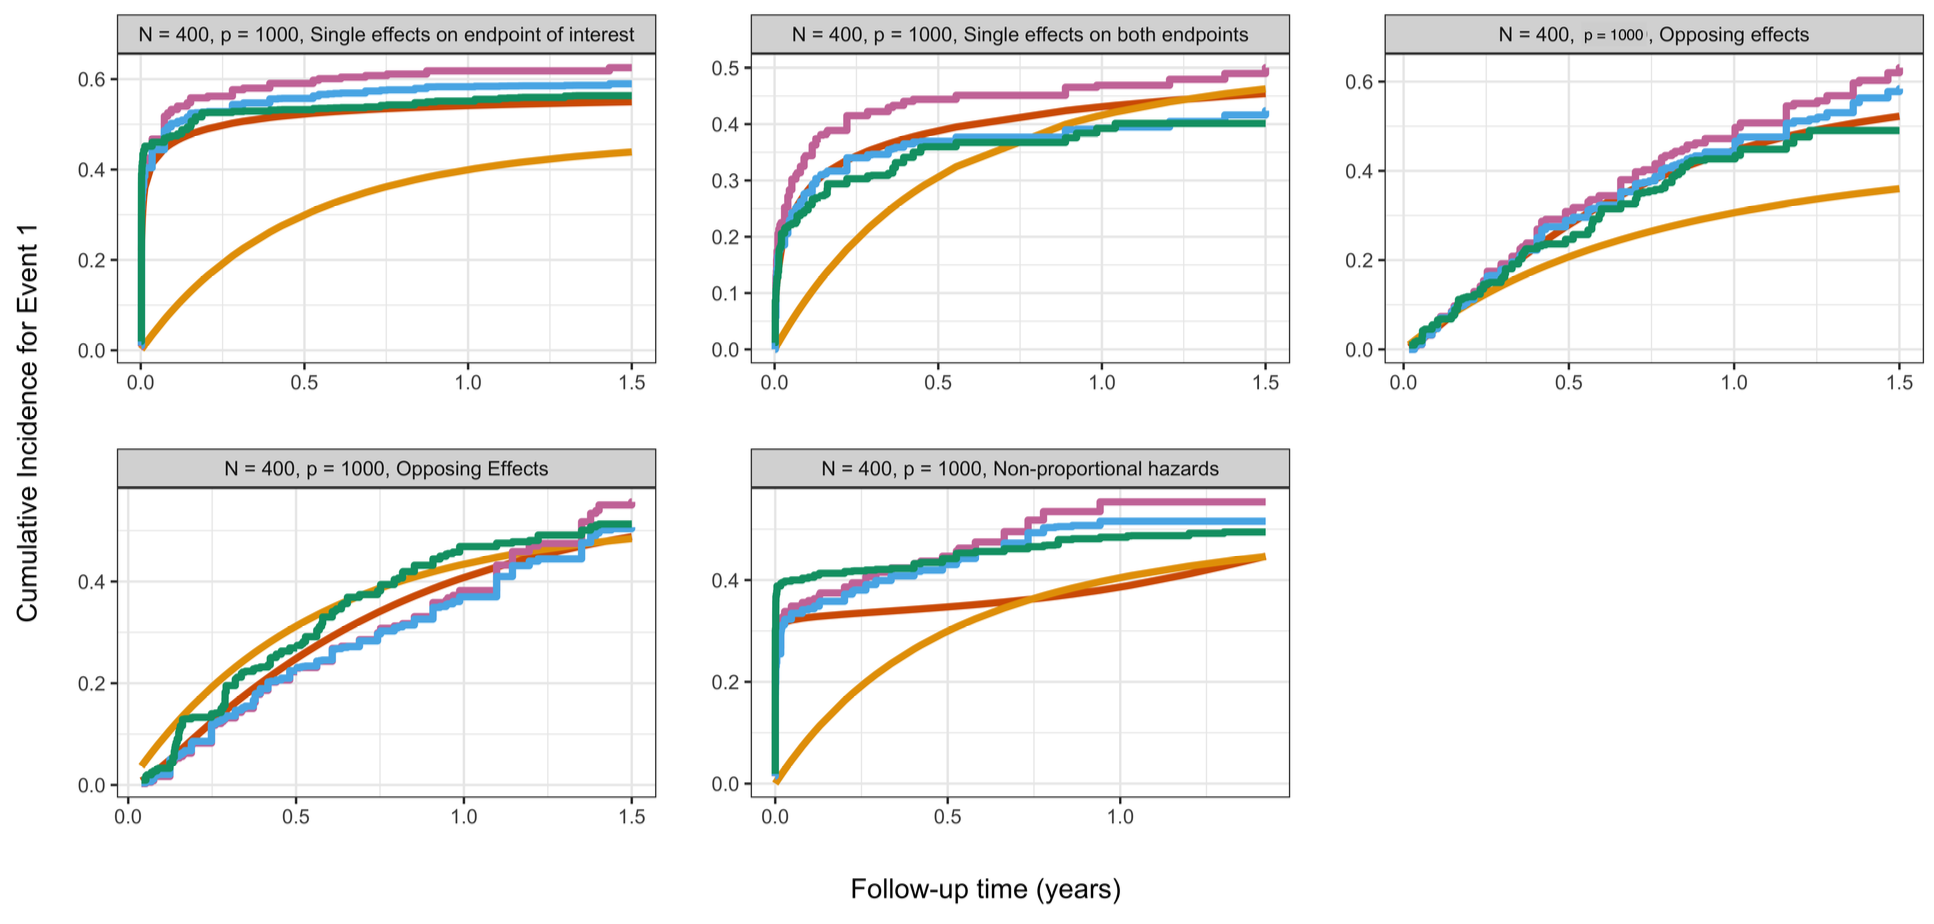 N = 400, p = 1000, Single effects on endpoint of interest
N = 400, p = 1000, Single effects on both endpoints
N = 400, p = 1000, Opposing effects
0.6
0.4
0.2
0.0
0.0 0.5 1.0 1.5
0.5
0.4
0.3
0.2
0.1
0.0
0.0 0.5 1.0 1.5
0.6
0.4
0.2
0.0
0.0 0.5 1.0 1.5
Cumulative Incidence for Event 1
N = 400, p = 1000, Opposing Effects
N = 400, p = 1000, Non-proportional hazards
0.4
0.2
0.0
0.0 0.5 1.0 1.5
0.4
0.2
0.0
0.0 0.5 1.0
Follow-up time (years)